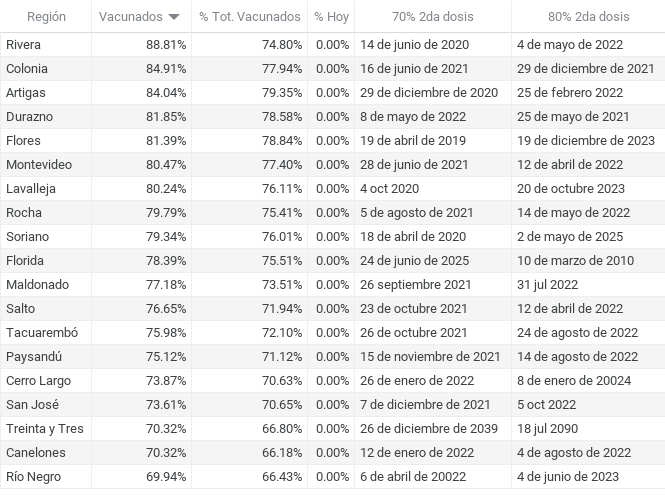 Región Vacunados % Tot. Vacunados % Hoy 70% 2da dosis 80% 2da dosis
Rivera 88.81% 74.80% 0.00% 14 de junio de 2020 4 de mayo de 2022
Colonia 84.91% 77.94% 0.00% 16 de junio de 2021 29 de diciembre de 2021
Artigas 84.04% 79.35% 0.00% 29 de diciembre de 2020 25 de febrero 2022
Durazno 81.85% 78.58% 0.00% 8 de mayo de 2022 25 de mayo de 2021
Flores 81.39% 78.84% 0.00% 19 de abril de 2019 19 de diciembre de 2023
Montevideo 80.47% 77.40% 0.00% 28 de junio de 2021 12 de abril de 2022
Lavalleja 80.24% 76.11% 0.00% 4 oct 2020 20 de octubre 2023
Rocha 79.79% 75.41% 0.00% 5 de agosto de 2021 14 de mayo de 2022
Soriano 79.34% 76.01% 0.00% 18 de abril de 2020 2 de mayo de 2025
Florida 78.39% 75.51% 0.00% 24 de junio de 2025 10 de marzo de 2010
Maldonado 77.18% 73.51% 0.00% 26 septiembre 2021 31 jul 2022
Salto 76.65% 71.94% 0.00% 23 de octubre 2021 12 de abril de 2022
Tacuarembó 75.98% 72.10% 0.00% 26 de octubre 2021 24 de agosto de 2022
Paysandú 75.12% 71.12% 0.00% 15 de noviembre de 2021 14 de agosto de 2022
Cerro Largo 73.87% 70.63% 0.00% 26 de enero de 2022 8 de enero de 20024
San José 73.61% 70.65% 0.00% 7 de diciembre de 2021 5 oct 2022
Treinta y Tres 70.32% 66.80% 0.00% 26 de diciembre de 2039 18 jul 2090
Canelones 70.32% 66.18% 0.00% 12 de enero de 2022 4 de agosto de 2022
Río Negro 69.94% 66.43% 0.00% 6 de abril de 20022 4 de junio de 2023